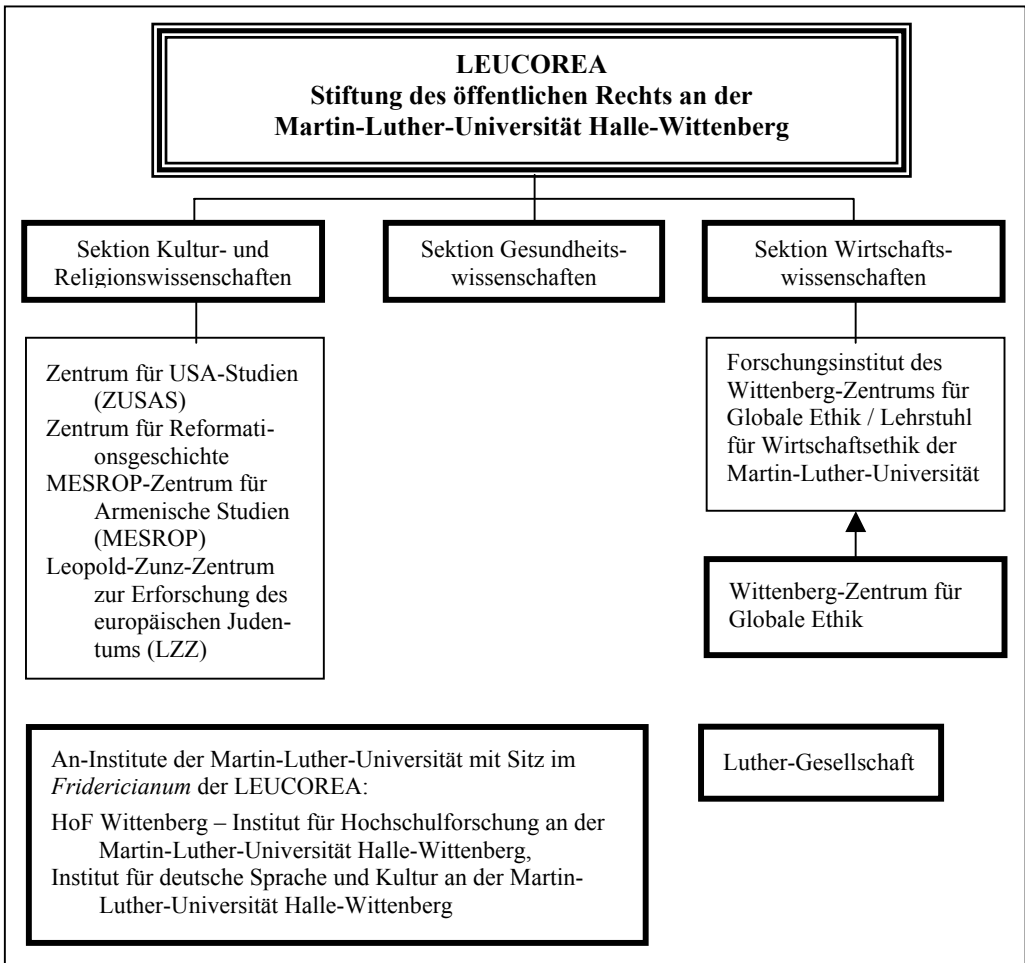 LEUCOREA
Stiftung des öffentlichen Rechts an der
Martin-Luther-Universität Halle-Wittenberg
Sektion Kultur- und
Religionswissenschaften
Sektion Gesundheits-
wissenschaften
Sektion Wirtschafts-
wissenschaften
Zentrum für USA-Studien
(ZUSAS)
Zentrum für Reformati-
onsgeschichte
MESROP-Zentrum für
Armenische Studien
(MESROP)
Leopold-Zunz-Zentrum
zur Erforschung des
europäischen Juden-
tums (LZZ)
Forschungsinstitut des
Wittenberg-Zentrums für
Globale Ethik / Lehrstuhl
für Wirtschaftsethik der
Martin-Luther-Universität
Wittenberg-Zentrum für
Globale Ethik
An-Institute der Martin-Luther-Universität mit Sitz im
Fridericianum der LEUCOREA:
HoF Wittenberg – Institut für Hochschulforschung an der
Martin-Luther-Universität Halle-Wittenberg,
Institut für deutsche Sprache und Kultur an der Martin-
Luther-Universität Halle-Wittenberg
Luther-Gesellschaft